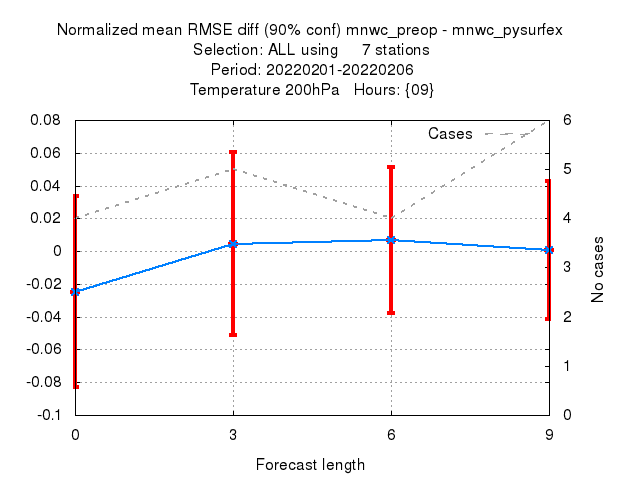 Normalized mean RMSE diff (90% conf) mnwc_preop - mnwc_pysurfex
Selection: ALL using 7 stations
Period: 20220201-20220206
Temperature 200hPa Hours: {09}
Cases
0.08
0.06
0.04
0.02
0
-0.02
-0.04
-0.06
-0.08
-0.1
6
5
4
3
2
1
0
No cases
0 3 6 9
Forecast length